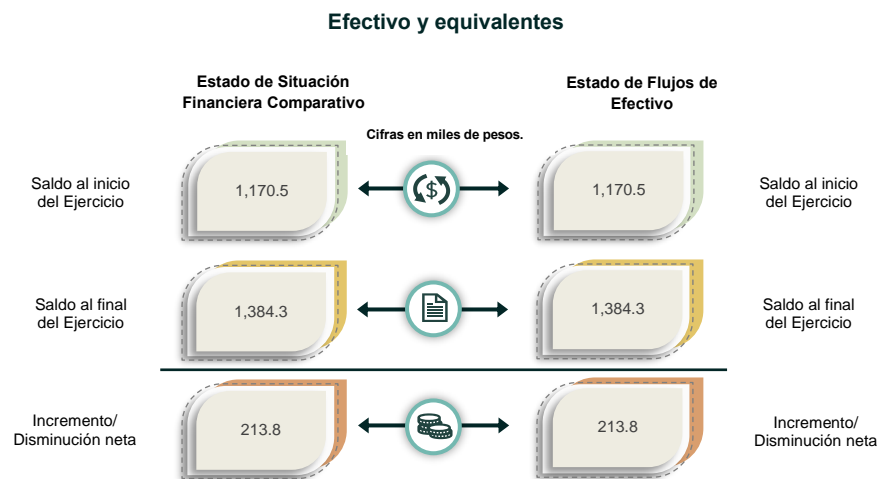 Efectivo y equivalentes
Estado de Situación
Financiera Comparativo
Estado de Flujos de
Efectivo
Cifras en miles de pesos.
Saldo al inicio
del Ejercicio
1,170.5
$
1,170.5
Saldo al inicio
del Ejercicio
Saldo al final
del Ejercicio
1,384.3
1,384.3
Saldo al final
del Ejercicio
Incremento/
Disminución neta
213.8
213.8
Incremento/
Disminución neta